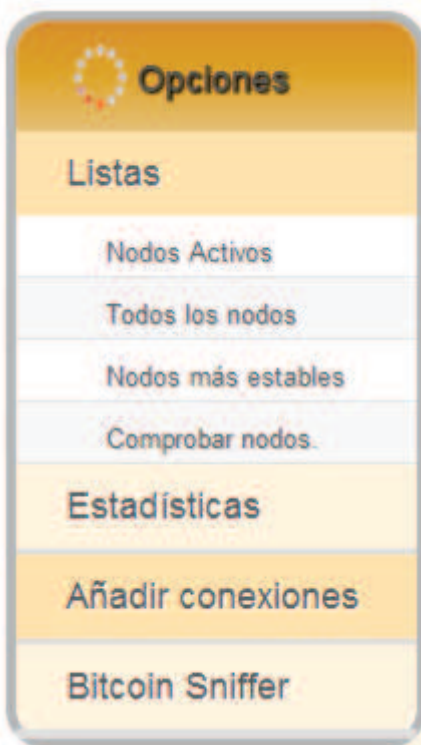 Opciones
Listas
Nodos Activos
Todos los nodos
Nodos más estables
Comprobar nodos.
Estadísticas
Añadir conexiones
Bitcoin Sniffer